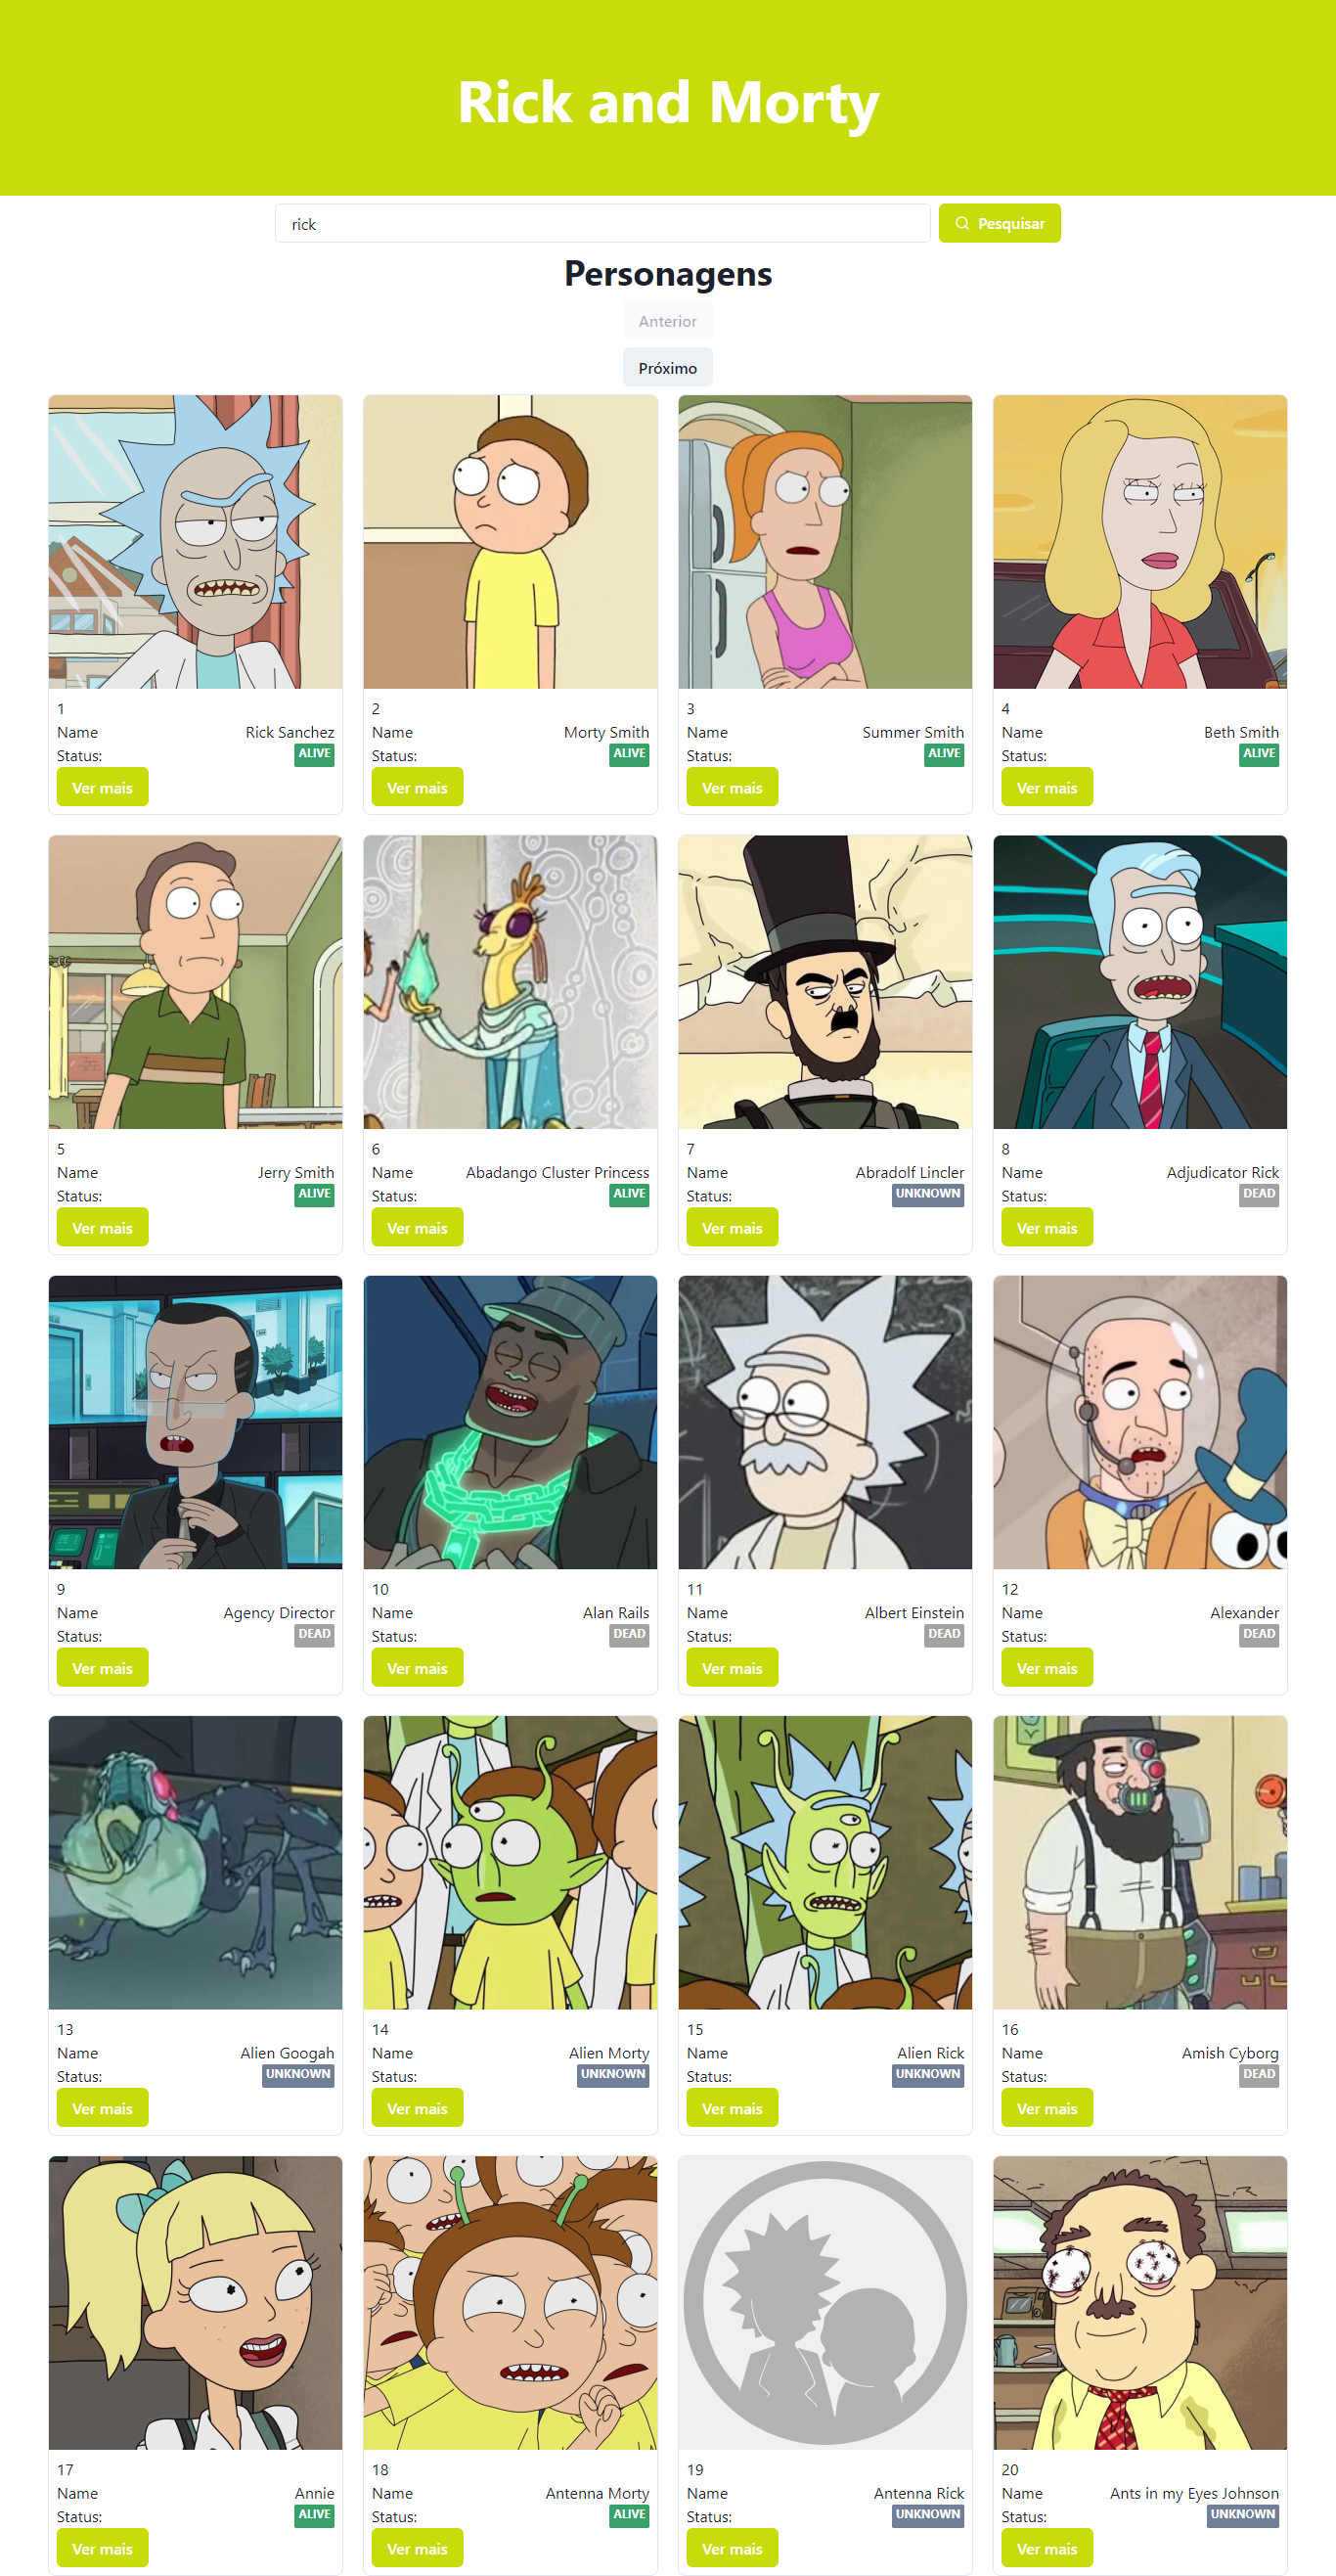 Rick and Morty
rick
Pesquisar
Personagens
Anterior
Próximo
1
Name Rick Sanchez
Status: ALIVE
Ver mais
2
Name Morty Smith
Status: ALIVE
Ver mais
3
Name Summer Smith
Status: ALIVE
Ver mais
4
Name Beth Smith
Status: ALIVE
Ver mais
5
Name Jerry Smith
Status: ALIVE
Ver mais
6
Name Abadango Cluster Princess
Status: ALIVE
Ver mais
7
Name Abradolf Lincler
Status: UNKNOWN
Ver mais
8
Name Adjudicator Rick
Status: DEAD
Ver mais
9
Name Agency Director
Status: DEAD
Ver mais
10
Name Alan Rails
Status: DEAD
Ver mais
11
Name Albert Einstein
Status: DEAD
Ver mais
12
Name Alexander
Status: DEAD
Ver mais
13
Name Alien Googah
Status: UNKNOWN
Ver mais
14
Name Alien Morty
Status: UNKNOWN
Ver mais
15
Name Alien Rick
Status: UNKNOWN
Ver mais
16
Name Amish Cyborg
Status: DEAD
Ver mais
17
Name Annie
Status: ALIVE
Ver mais
18
Name Antenna Morty
Status: ALIVE
Ver mais
19
Name Antenna Rick
Status: UNKNOWN
Ver mais
20
Name Ants in my Eyes Johnson
Status: UNKNOWN
Ver mais